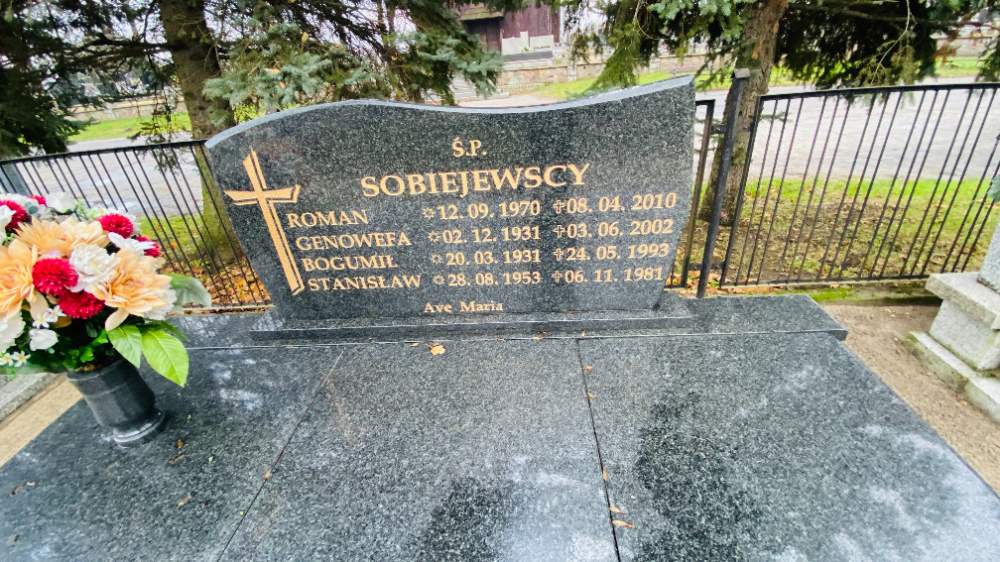 Ś.P.
SOBIEJEWSCY
ROMAN ✡12. 09. 1970 ✝08. 04. 2010
GENOWEFA ✡02. 12. 1931 ✝03. 06. 2002
BOGUMIŁ ✡20. 03. 1931 ✝24. 05. 1993
STANISŁAW ✡28. 08. 1953 ✝06. 11. 1981
Ave Maria